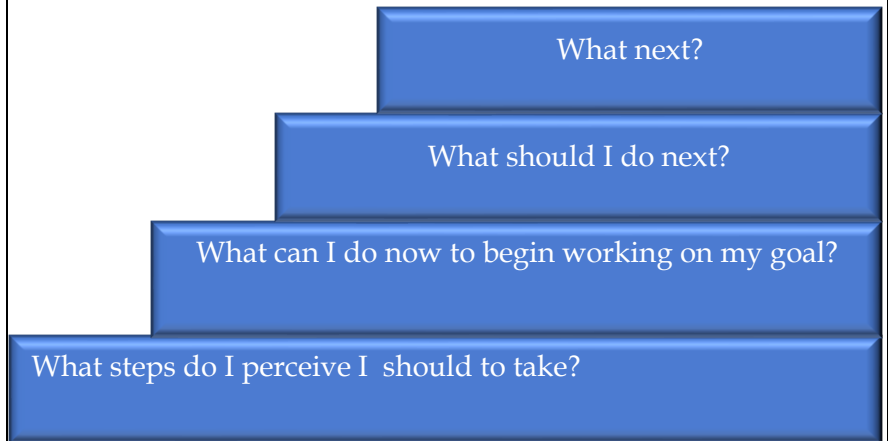 What next?
What should I do next?
What can I do now to begin working on my goal?
What steps do I perceive I  should to take?